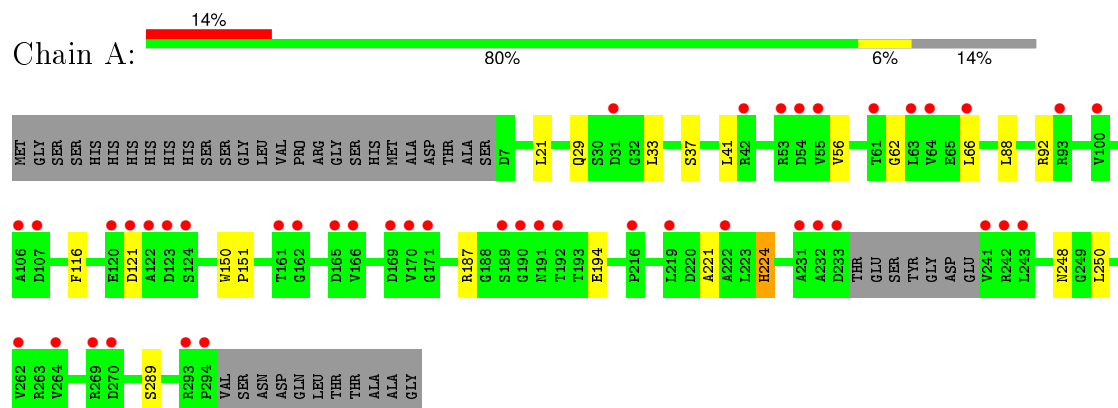 14%
Chain A:
80% 6% 14%
MET GLY SER SER HIS HIS HIS HIS HIS HIS SER SER GLY LEU VAL PRO ARG GLY SER HIS MET ALA ASP THR ALA SER D7 L21 Q29 S30 D31 G32 L33 S37 L41 R42 R53 D54 V55 V56 T61 G62 L63 V64 E65 L66 L88 R92 R93 V100
A106 D107 F116 E120 D121 A122 D123 S124 W150 P151 T161 G162 D165 V166 D169 V170 G171 R187 G188 S189 G190 N191 T192 T193 E194 P216 L219 D220 A221 A222 L223 H224 A231 A232 D233 THR GLU SER TYR GLY ASP GLU V241 R242 L243 N248 G249 L250
V262 R263 V264 R269 D270 S289 R293 P294 VAL SER ASN ASP GLN LEU THR THR ALA ALA GLY